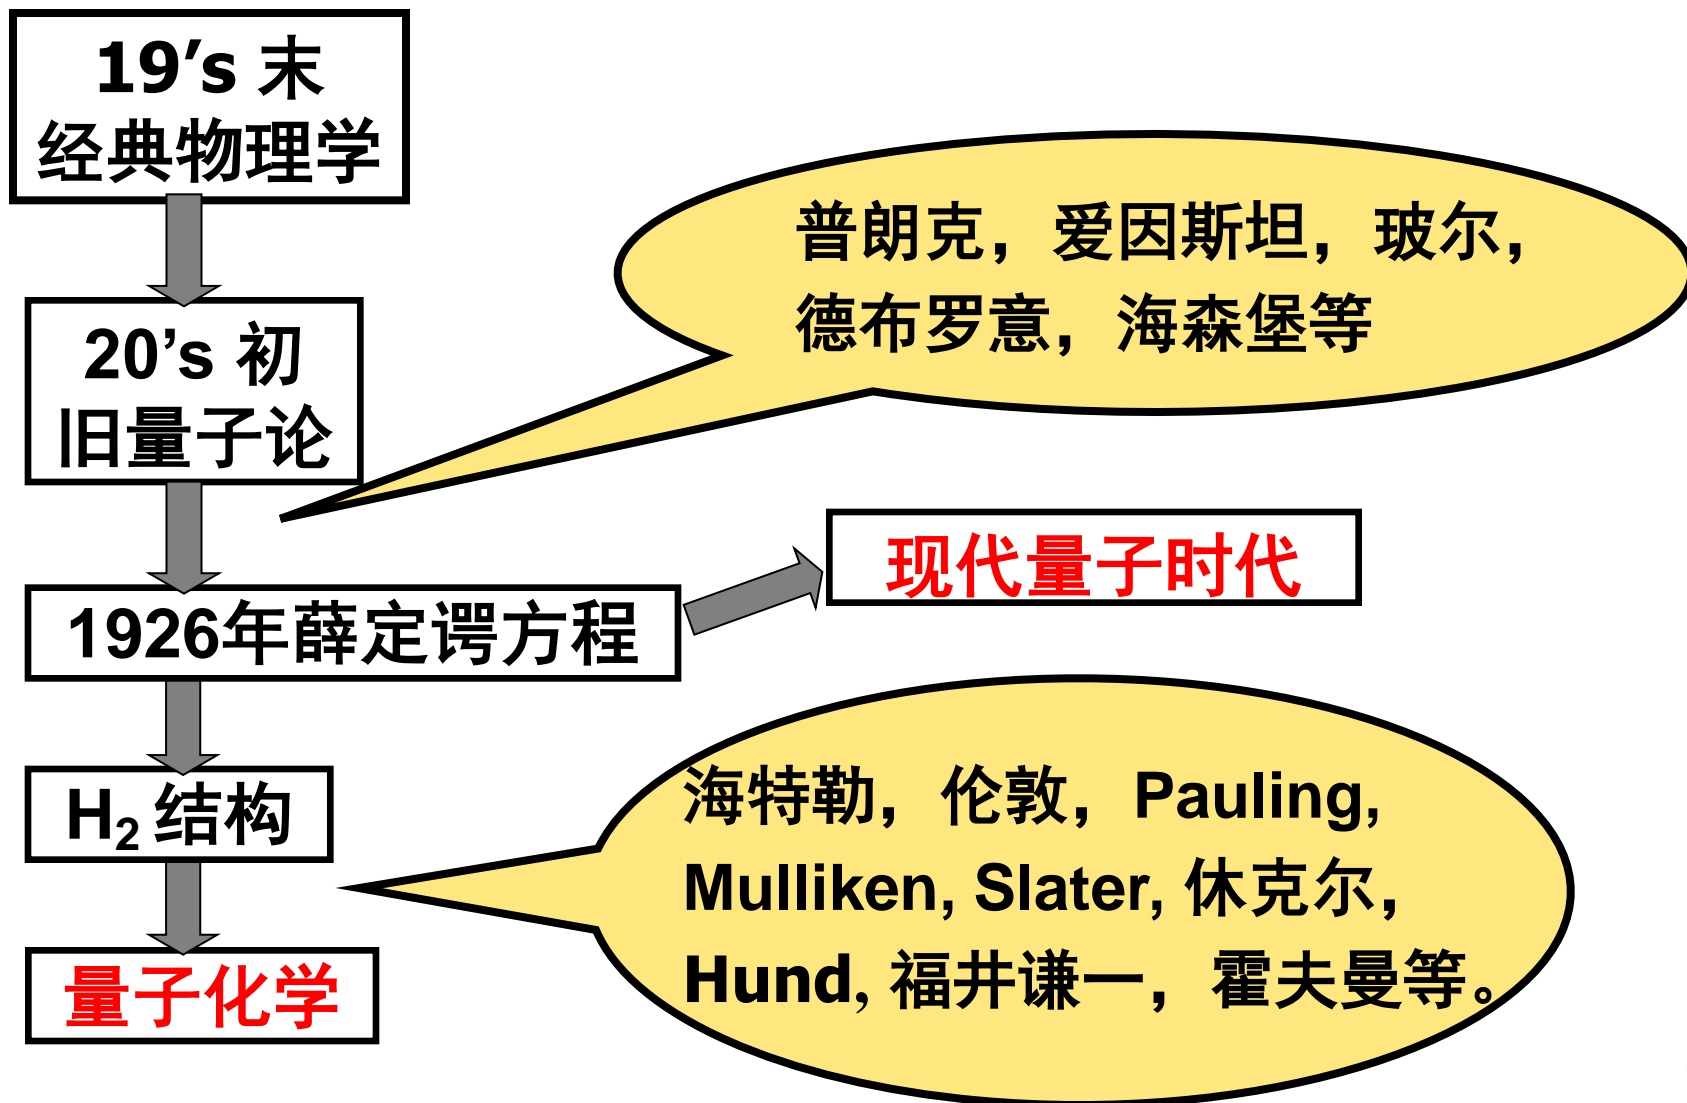 19’s 末
经典物理学
普朗克，爱因斯坦，玻尔，
德布罗意，海森堡等
20’s 初
旧量子论
现代量子时代
1926年薛定谔方程
H₂ 结构
海特勒，伦敦，Pauling,
Mulliken, Slater, 休克尔，
Hund, 福井谦一，霍夫曼等。
量子化学